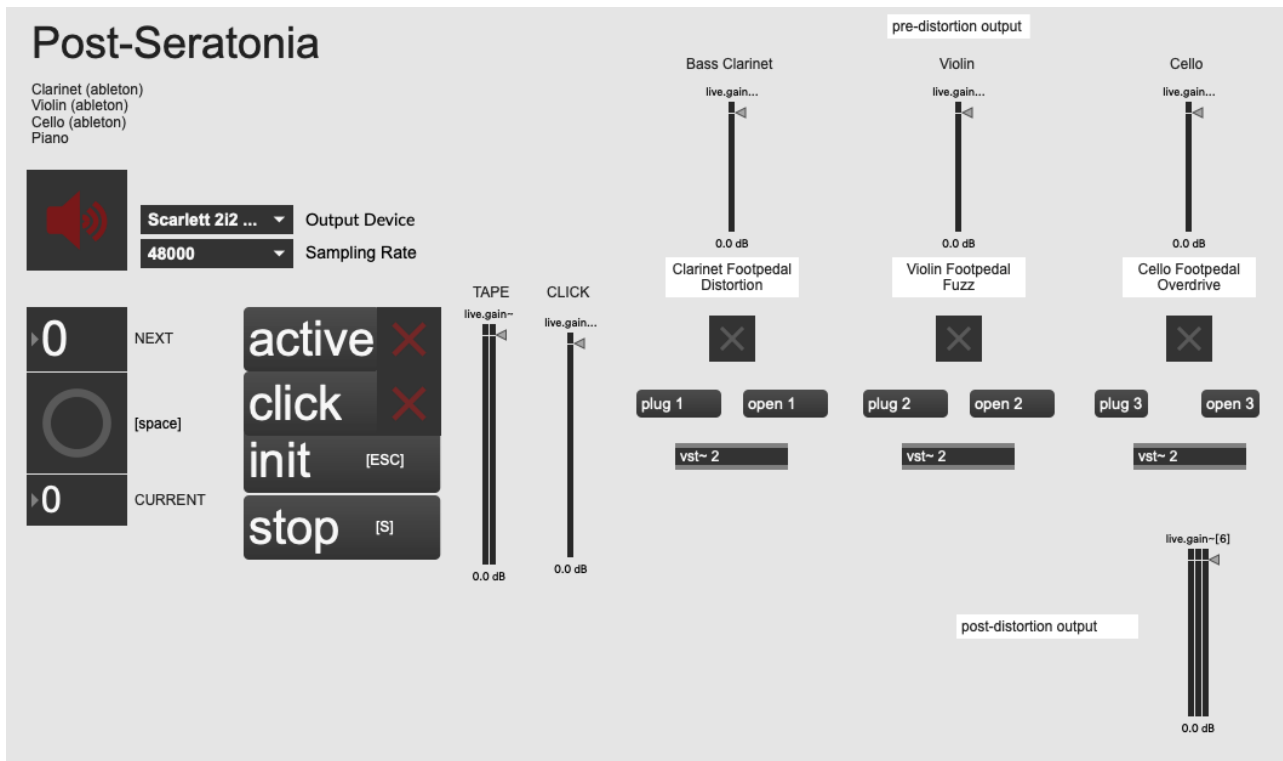 Post-Seratonia
Clarinet (ableton)
Violin (ableton)
Cello (ableton)
Piano
Scarlett 2i2 ...
Output Device
48000
Sampling Rate
0
NEXT
[space]
0
CURRENT
active
click
init [ESC]
stop [S]
TAPE
live.gain~
0.0 dB
CLICK
live.gain...
0.0 dB
pre-distortion output
Bass Clarinet
live.gain...
0.0 dB
Clarinet Footpedal
Distortion
plug 1
open 1
vst~ 2
Violin
live.gain...
0.0 dB
Violin Footpedal
Fuzz
plug 2
open 2
vst~ 2
Cello
live.gain...
0.0 dB
Cello Footpedal
Overdrive
plug 3
open 3
vst~ 2
post-distortion output
live.gain~[6]
0.0 dB